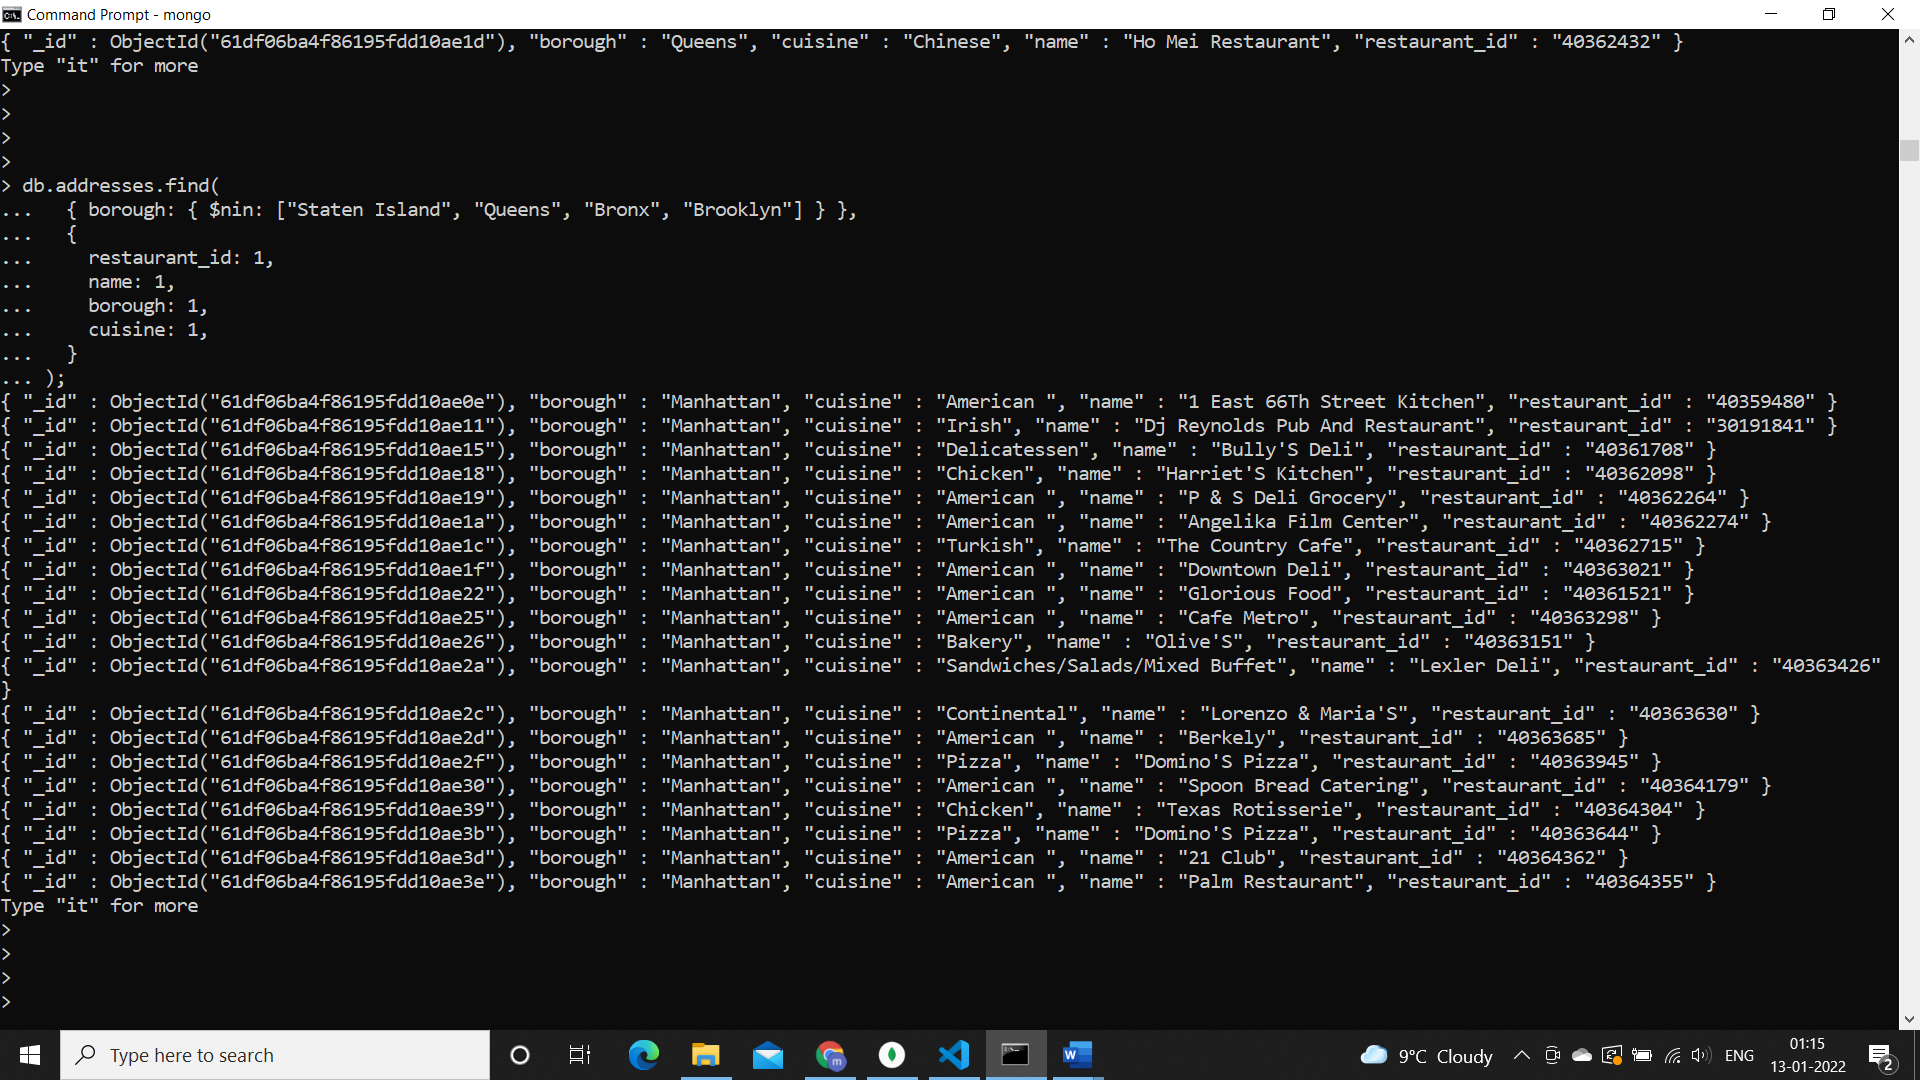 Command Prompt - mongo
{ "_id" : ObjectId("61df06ba4f86195fdd10ae1d"), "borough" : "Queens", "cuisine" : "Chinese", "name" : "Ho Mei Restaurant", "restaurant_id" : "40362432" }
Type "it" for more
>
>
>
>
> db.addresses.find(
...   { borough: { $nin: ["Staten Island", "Queens", "Bronx", "Brooklyn"] } },
...   {
...     restaurant_id: 1,
...     name: 1,
...     borough: 1,
...     cuisine: 1,
...   }
... );
{ "_id" : ObjectId("61df06ba4f86195fdd10ae0e"), "borough" : "Manhattan", "cuisine" : "American ", "name" : "1 East 66Th Street Kitchen", "restaurant_id" : "40359480" }
{ "_id" : ObjectId("61df06ba4f86195fdd10ae11"), "borough" : "Manhattan", "cuisine" : "Irish", "name" : "Dj Reynolds Pub And Restaurant", "restaurant_id" : "30191841" }
{ "_id" : ObjectId("61df06ba4f86195fdd10ae15"), "borough" : "Manhattan", "cuisine" : "Delicatessen", "name" : "Bully'S Deli", "restaurant_id" : "40361708" }
{ "_id" : ObjectId("61df06ba4f86195fdd10ae18"), "borough" : "Manhattan", "cuisine" : "Chicken", "name" : "Harriet'S Kitchen", "restaurant_id" : "40362098" }
{ "_id" : ObjectId("61df06ba4f86195fdd10ae19"), "borough" : "Manhattan", "cuisine" : "American ", "name" : "P & S Deli Grocery", "restaurant_id" : "40362264" }
{ "_id" : ObjectId("61df06ba4f86195fdd10ae1a"), "borough" : "Manhattan", "cuisine" : "American ", "name" : "Angelika Film Center", "restaurant_id" : "40362274" }
{ "_id" : ObjectId("61df06ba4f86195fdd10ae1c"), "borough" : "Manhattan", "cuisine" : "Turkish", "name" : "The Country Cafe", "restaurant_id" : "40362715" }
{ "_id" : ObjectId("61df06ba4f86195fdd10ae1f"), "borough" : "Manhattan", "cuisine" : "American ", "name" : "Downtown Deli", "restaurant_id" : "40363021" }
{ "_id" : ObjectId("61df06ba4f86195fdd10ae22"), "borough" : "Manhattan", "cuisine" : "American ", "name" : "Glorious Food", "restaurant_id" : "40361521" }
{ "_id" : ObjectId("61df06ba4f86195fdd10ae25"), "borough" : "Manhattan", "cuisine" : "American ", "name" : "Cafe Metro", "restaurant_id" : "40363298" }
{ "_id" : ObjectId("61df06ba4f86195fdd10ae26"), "borough" : "Manhattan", "cuisine" : "Bakery", "name" : "Olive'S", "restaurant_id" : "40363151" }
{ "_id" : ObjectId("61df06ba4f86195fdd10ae2a"), "borough" : "Manhattan", "cuisine" : "Sandwiches/Salads/Mixed Buffet", "name" : "Lexler Deli", "restaurant_id" : "40363426"
}
{ "_id" : ObjectId("61df06ba4f86195fdd10ae2c"), "borough" : "Manhattan", "cuisine" : "Continental", "name" : "Lorenzo & Maria'S", "restaurant_id" : "40363630" }
{ "_id" : ObjectId("61df06ba4f86195fdd10ae2d"), "borough" : "Manhattan", "cuisine" : "American ", "name" : "Berkely", "restaurant_id" : "40363685" }
{ "_id" : ObjectId("61df06ba4f86195fdd10ae2f"), "borough" : "Manhattan", "cuisine" : "Pizza", "name" : "Domino'S Pizza", "restaurant_id" : "40363945" }
{ "_id" : ObjectId("61df06ba4f86195fdd10ae30"), "borough" : "Manhattan", "cuisine" : "American ", "name" : "Spoon Bread Catering", "restaurant_id" : "40364179" }
{ "_id" : ObjectId("61df06ba4f86195fdd10ae39"), "borough" : "Manhattan", "cuisine" : "Chicken", "name" : "Texas Rotisserie", "restaurant_id" : "40364304" }
{ "_id" : ObjectId("61df06ba4f86195fdd10ae3b"), "borough" : "Manhattan", "cuisine" : "Pizza", "name" : "Domino'S Pizza", "restaurant_id" : "40363644" }
{ "_id" : ObjectId("61df06ba4f86195fdd10ae3d"), "borough" : "Manhattan", "cuisine" : "American ", "name" : "21 Club", "restaurant_id" : "40364362" }
{ "_id" : ObjectId("61df06ba4f86195fdd10ae3e"), "borough" : "Manhattan", "cuisine" : "American ", "name" : "Palm Restaurant", "restaurant_id" : "40364355" }
Type "it" for more
>
>
>
>
Type here to search
9°C Cloudy
ENG
01:15
13-01-2022
2